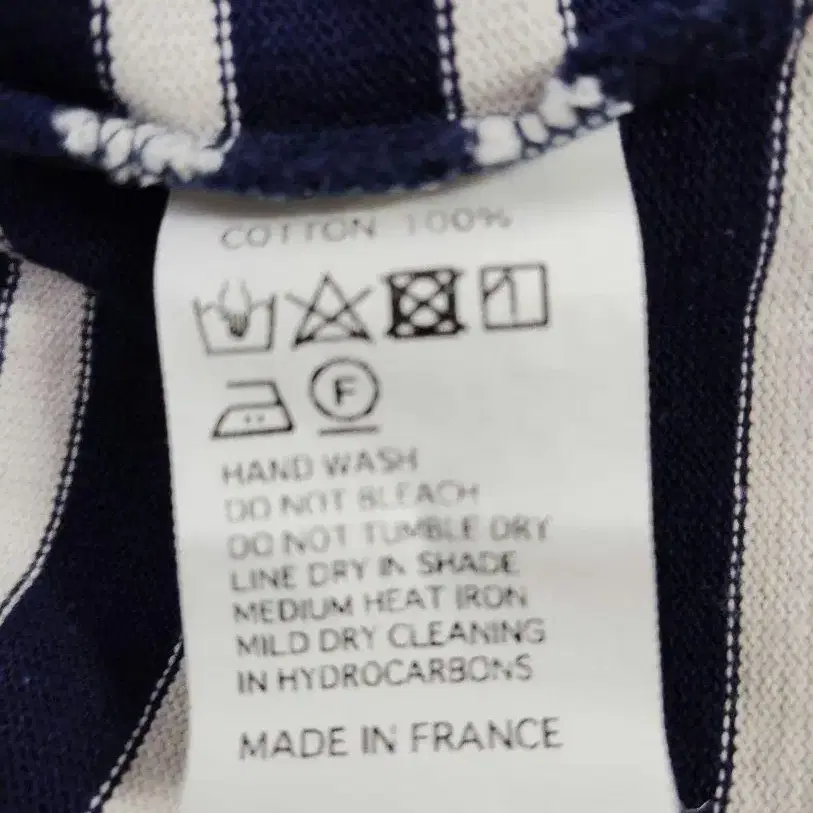 COTTON 100%
F
HAND WASH
DO NOT BLEACH
DO NOT TUMBLE DRY
LINE DRY IN SHADE
MEDIUM HEAT IRON
MILD DRY CLEANING
IN HYDROCARBONS
MADE IN FRANCE